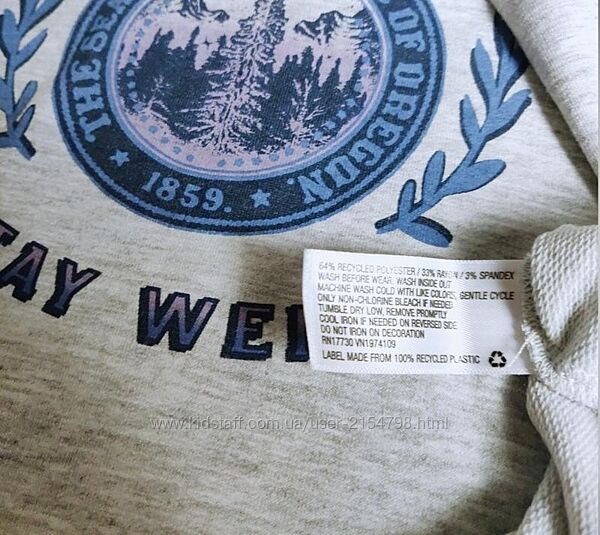 THE SEA OF OREGON.
1859.
TAY WEI
64% RECYCLED POLYESTER / 33% RAYON / 3% SPANDEX
WASH BEFORE WEAR, WASH INSIDE OUT
MACHINE WASH COLD WITH LIKE COLORS, GENTLE CYCLE
ONLY NON-CHLORINE BLEACH IF NEEDED
TUMBLE DRY LOW, REMOVE PROMPTLY
COOL IRON IF NEEDED ON REVERSED SIDE
DO NOT IRON ON DECORATION
RN17730 VN1974109
LABEL MADE FROM 100% RECYCLED PLASTIC
www.kidstaff.com.ua/user-2154798.html